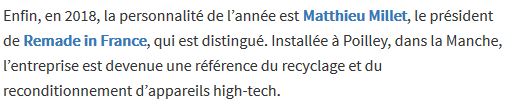 Enfin, en 2018, la personnalité de l’année est Matthieu Millet, le président
de Remade in France, qui est distingué. Installée à Poilley, dans la Manche,
l’entreprise est devenue une référence du recyclage et du
reconditionnement d’appareils high-tech.